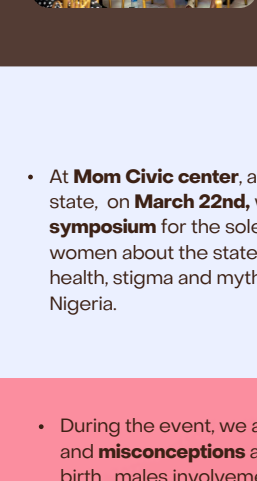 • At Mom Civic center, a
state, on March 22nd,
symposium for the sole
women about the state
health, stigma and myth
Nigeria.
• During the event, we a
and misconceptions a
birth, males involveme